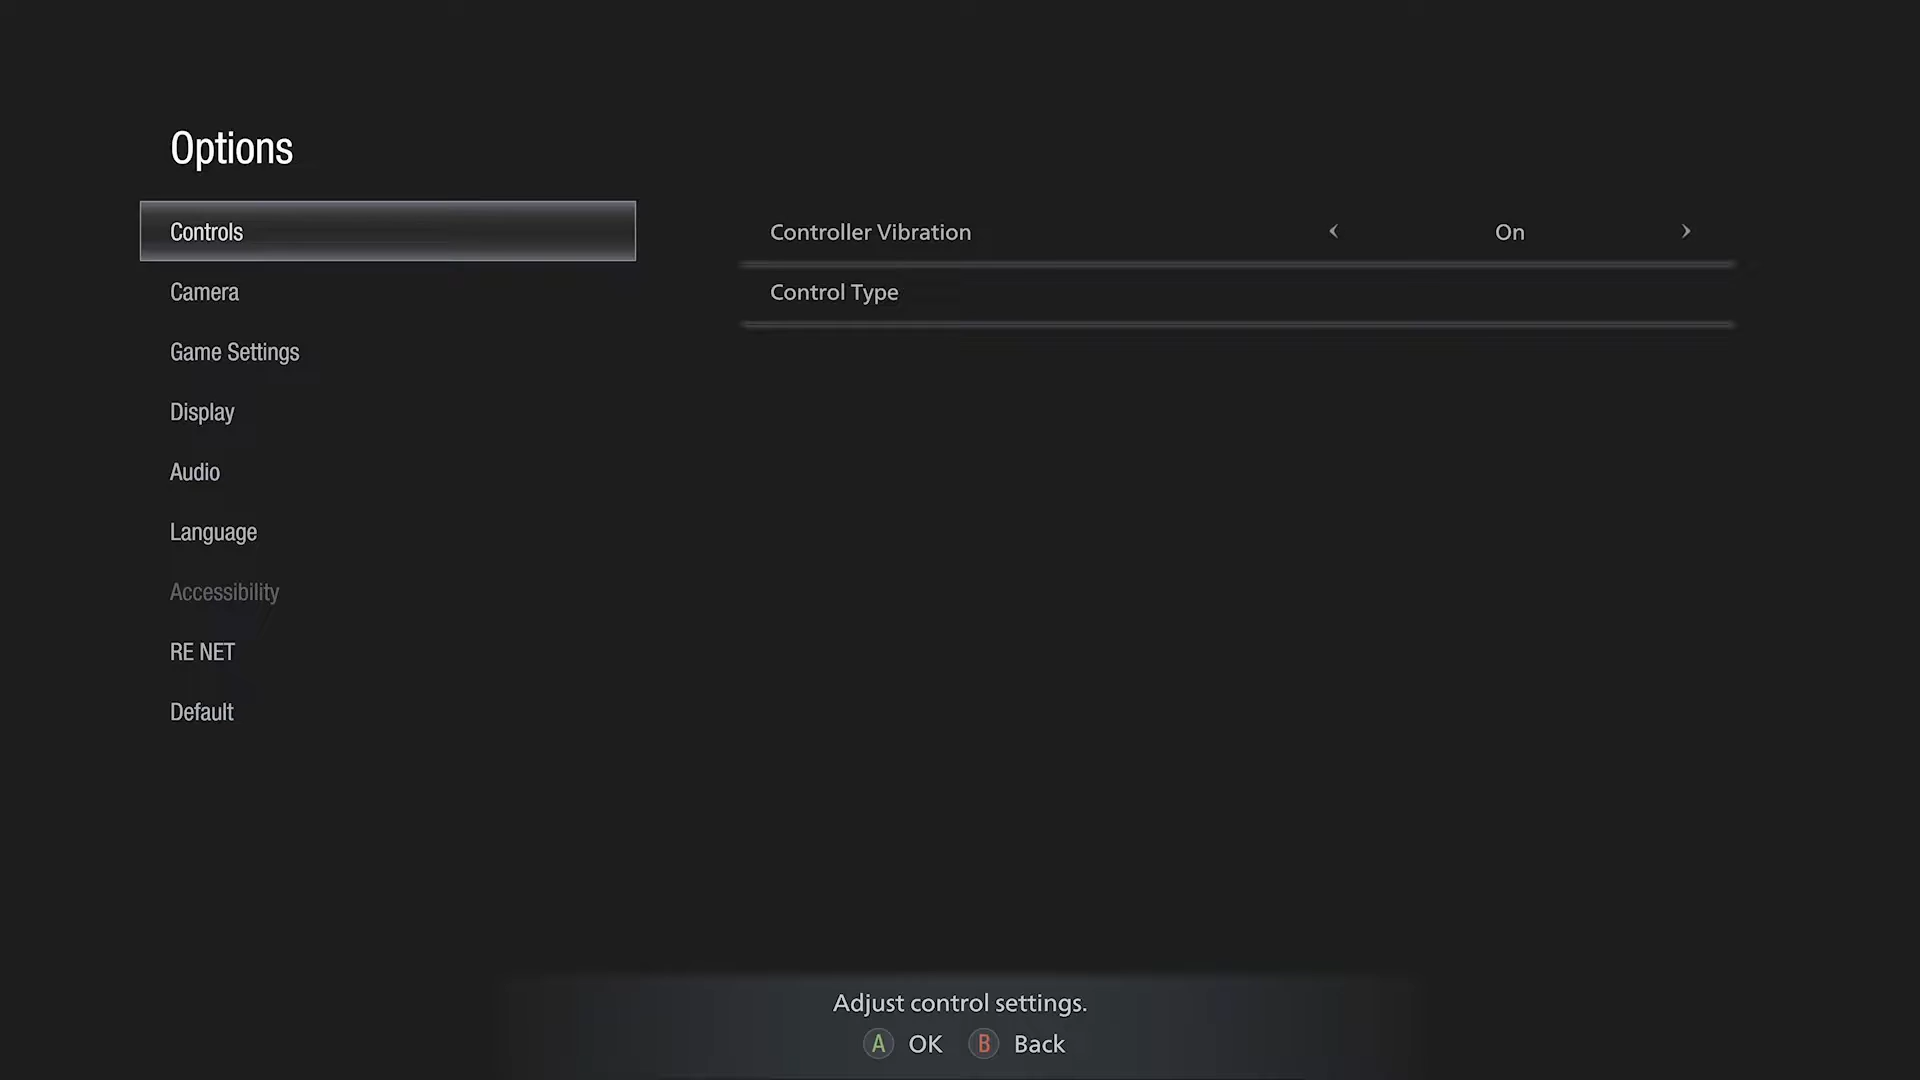 Options
Controls
Camera
Game Settings
Display
Audio
Language
Accessibility
RE NET
Default
Controller Vibration < On >
Control Type
Adjust control settings.
A OK B Back